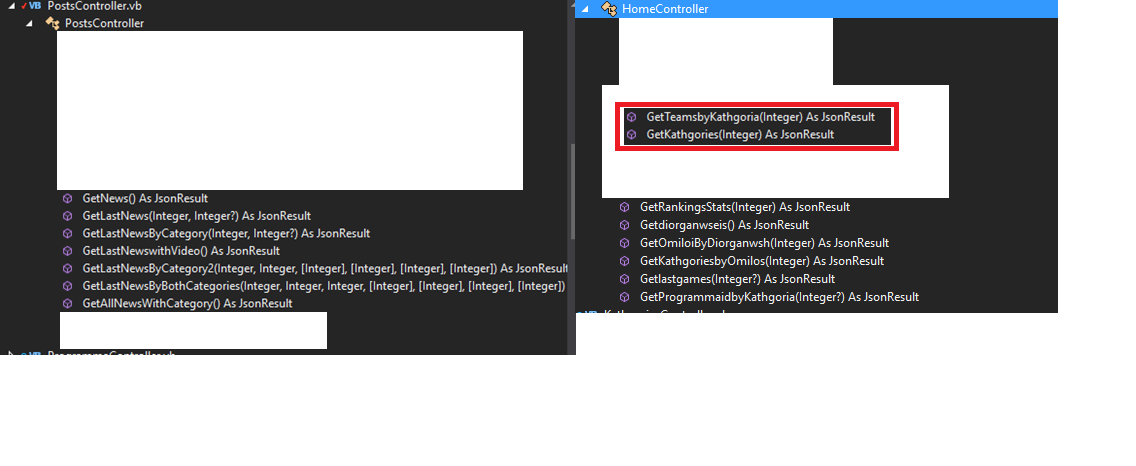 VB PostsController.vb
PostsController
GetNews() As JsonResult
GetLastNews(Integer, Integer?) As JsonResult
GetLastNewsByCategory(Integer, Integer?) As JsonResult
GetLastNewswithVideo() As JsonResult
GetLastNewsByCategory2(Integer, Integer, [Integer], [Integer], [Integer], [Integer]) As JsonResult
GetLastNewsByBothCategories(Integer, Integer, Integer, [Integer], [Integer], [Integer], [Integer])
GetAllNewsWithCategory() As JsonResult
HomeController
GetTeamsbyKathgoria(Integer) As JsonResult
GetKathgories(Integer) As JsonResult
GetRankingsStats(Integer) As JsonResult
Getdiorganwseis() As JsonResult
GetOmiloiByDiorganwsh(Integer) As JsonResult
GetKathgoriesbyOmilos(Integer) As JsonResult
Getlastgames(Integer?) As JsonResult
GetProgrammaidbyKathgoria(Integer?) As JsonResult